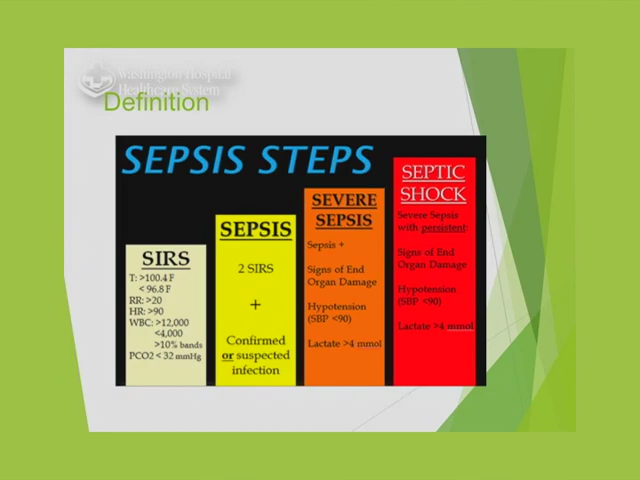 Washington Hospital
Healthcare System
Definition
SEPSIS STEPS
SIRS
T: >100.4 F
< 96.8 F
RR: >20
HR: >90
WBC: >12,000
<4,000
>10% bands
PCO2 < 32 mmHg
SEPSIS
2 SIRS
+
Confirmed
or suspected
infection
SEVERE
SEPSIS
Sepsis +
Signs of End
Organ Damage
Hypotension
(SBP <90)
Lactate >4 mmol
SEPTIC
SHOCK
Severe Sepsis
with persistent:
Signs of End
Organ Damage
Hypotension
(SBP <90)
Lactate >4 mmol